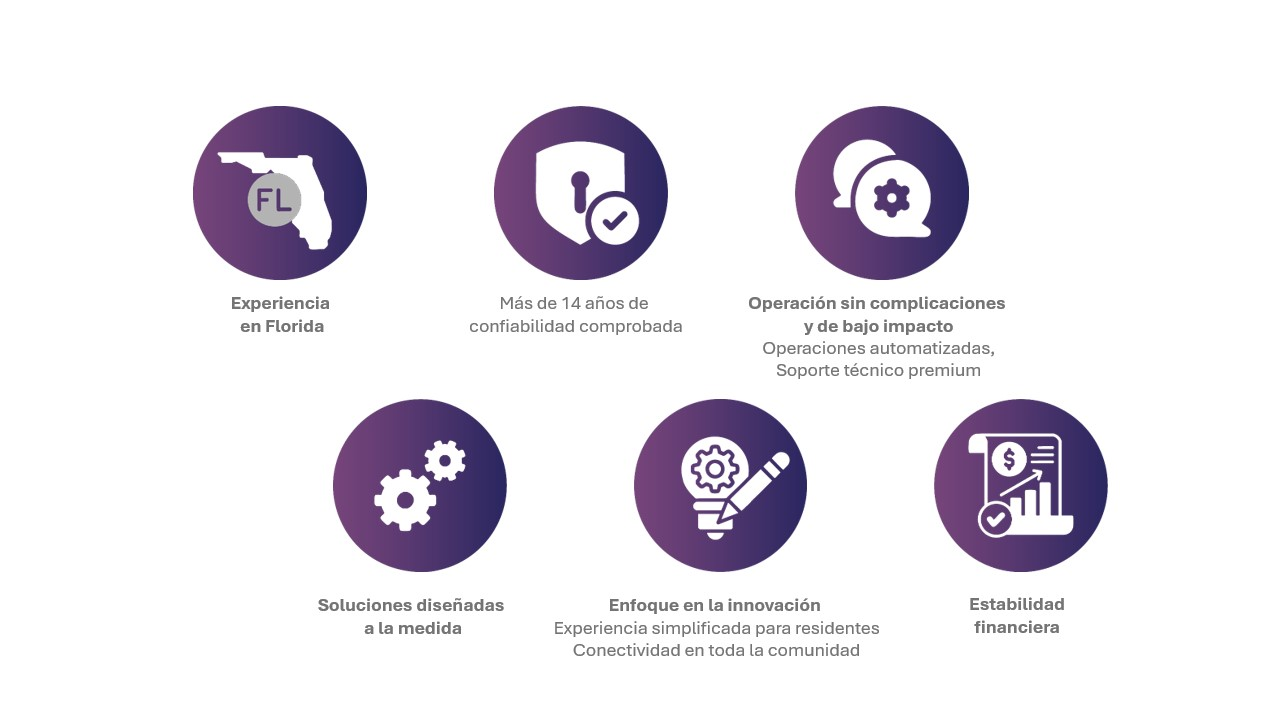 FL
Experiencia
en Florida
Más de 14 años de
confiabilidad comprobada
Operación sin complicaciones
y de bajo impacto
Operaciones automatizadas,
Soporte técnico premium
$
Soluciones diseñadas
a la medida
Enfoque en la innovación
Experiencia simplificada para residentes
Conectividad en toda la comunidad
Estabilidad
financiera